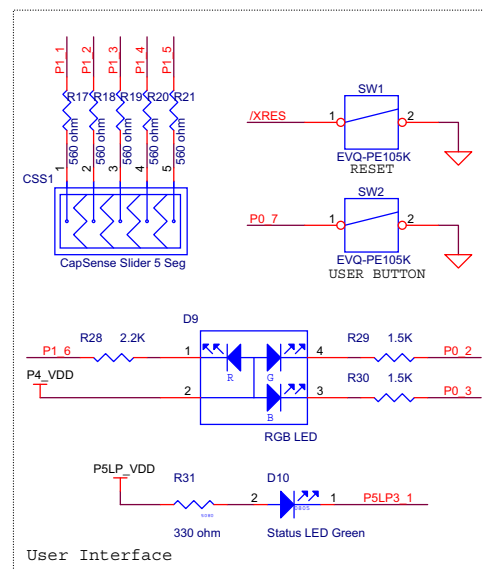 P1_1 P1_2 P1_3 P1_4 P1_5
R17 R18 R19 R20 R21
560 ohm 560 ohm 560 ohm 560 ohm 560 ohm
CSS1
1 2 3 4 5
CapSense Slider 5 Seg
SW1
/XRES 1 2
EVQ-PE105K
RESET
SW2
P0_7 1 2
EVQ-PE105K
USER BUTTON
D9
R28 2.2K
R29 1.5K
P1_6 1 4 P0_2
R G
P4_VDD
R30 1.5K
2 3 P0_3
B
RGB LED
P5LP_VDD
R31 D10
2 1 P5LP3_1
0805
330 ohm Status LED Green
User Interface